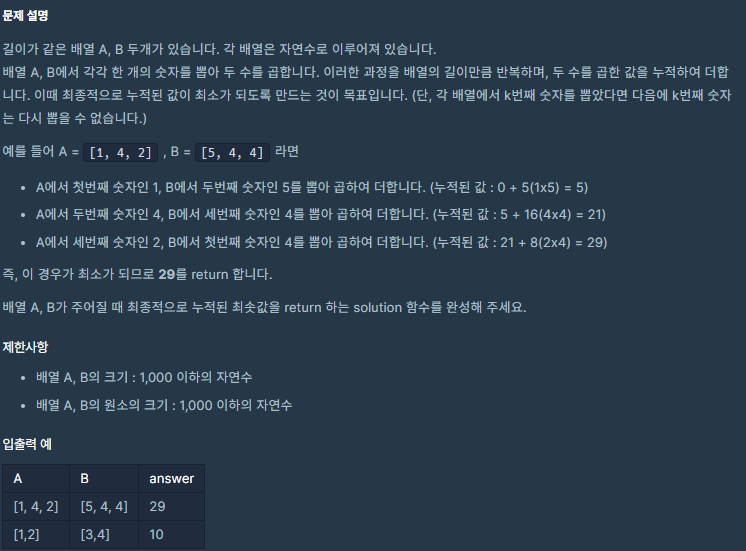 문제 설명
길이가 같은 배열 A, B 두개가 있습니다. 각 배열은 자연수로 이루어져 있습니다.
배열 A, B에서 각각 한 개의 숫자를 뽑아 두 수를 곱합니다. 이러한 과정을 배열의 길이만큼 반복하며, 두 수를 곱한 값을 누적하여 더합
니다. 이때 최종적으로 누적된 값이 최소가 되도록 만드는 것이 목표입니다. (단, 각 배열에서 k번째 숫자를 뽑았다면 다음에 k번째 숫자
는 다시 뽑을 수 없습니다.)
예를 들어 A = [1, 4, 2] , B = [5, 4, 4] 라면
• A에서 첫번째 숫자인 1, B에서 두번째 숫자인 5를 뽑아 곱하여 더합니다. (누적된 값 : 0 + 5(1x5) = 5)
• A에서 두번째 숫자인 4, B에서 세번째 숫자인 4를 뽑아 곱하여 더합니다. (누적된 값 : 5 + 16(4x4) = 21)
• A에서 세번째 숫자인 2, B에서 첫번째 숫자인 4를 뽑아 곱하여 더합니다. (누적된 값 : 21 + 8(2x4) = 29)
즉, 이 경우가 최소가 되므로 29를 return 합니다.
배열 A, B가 주어질 때 최종적으로 누적된 최솟값을 return 하는 solution 함수를 완성해 주세요.
제한사항
• 배열 A, B의 크기 : 1,000 이하의 자연수
• 배열 A, B의 원소의 크기 : 1,000 이하의 자연수
입출력 예
A B answer
[1, 4, 2] [5, 4, 4] 29
[1,2] [3,4] 10